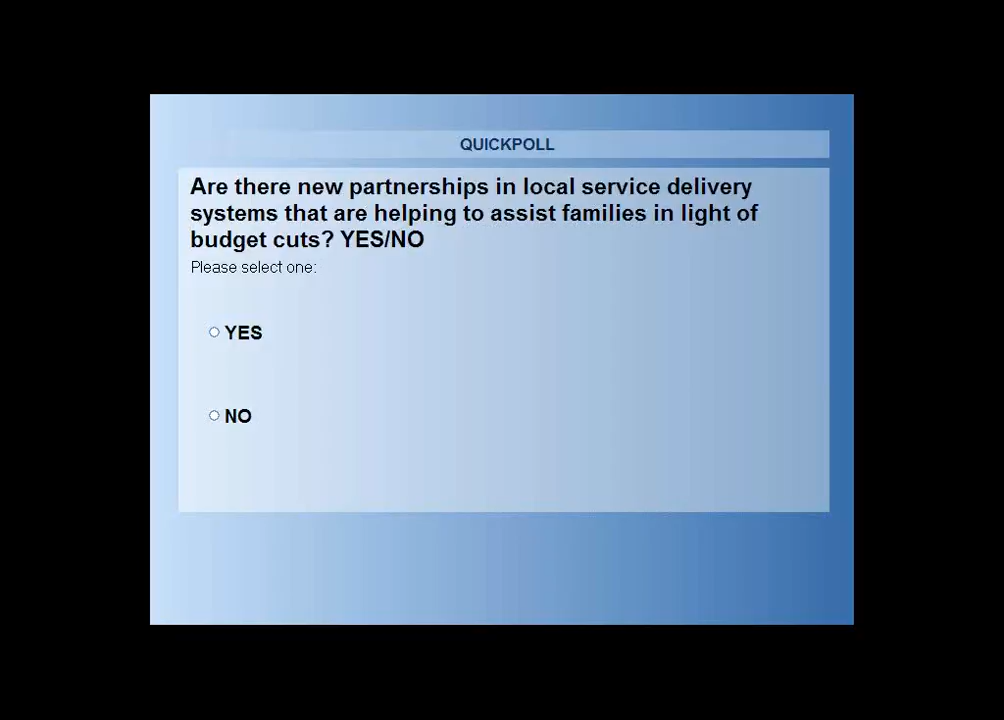 QUICKPOLL
Are there new partnerships in local service delivery
systems that are helping to assist families in light of
budget cuts? YES/NO
Please select one:
YES
NO